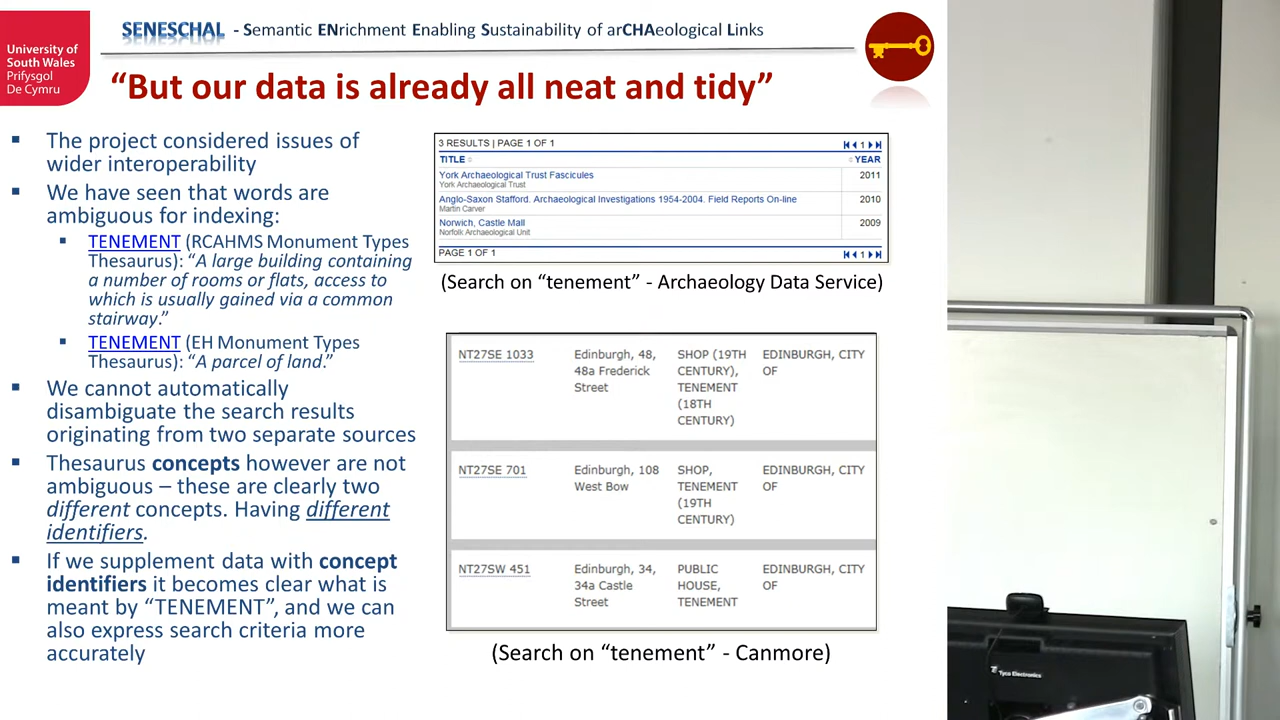 SENESCHAL - Semantic ENrichment Enabling Sustainability of arCHAeological Links
University of
South Wales
Prifysgol
De Cymru
“But our data is already all neat and tidy”
▪ The project considered issues of
wider interoperability
▪ We have seen that words are
ambiguous for indexing:
▪ TENEMENT (RCAHMS Monument Types
Thesaurus): “A large building containing
a number of rooms or flats, access to
which is usually gained via a common
stairway.”
▪ TENEMENT (EH Monument Types
Thesaurus): “A parcel of land.”
▪ We cannot automatically
disambiguate the search results
originating from two separate sources
▪ Thesaurus concepts however are not
ambiguous – these are clearly two
different concepts. Having different
identifiers.
▪ If we supplement data with concept
identifiers it becomes clear what is
meant by “TENEMENT”, and we can
also express search criteria more
accurately
3 RESULTS | PAGE 1 OF 1 1
TITLE YEAR
York Archaeological Trust Fascicules 2011
York Archaeological Trust
Anglo-Saxon Stafford. Archaeological Investigations 1954-2004. Field Reports On-line 2010
Martin Carver
Norwich, Castle Mall 2009
Norfolk Archaeological Unit
PAGE 1 OF 1 1
(Search on “tenement” - Archaeology Data Service)
NT27SE 1033 Edinburgh, 48, SHOP (19TH EDINBURGH, CITY
48a Frederick CENTURY), OF
Street TENEMENT
(18TH
CENTURY)
NT27SE 701 Edinburgh, 108 SHOP, EDINBURGH, CITY
West Bow TENEMENT OF
(19TH
CENTURY)
NT27SW 451 Edinburgh, 34, PUBLIC EDINBURGH, CITY
34a Castle HOUSE, OF
Street TENEMENT
(Search on “tenement” - Canmore)
Tyco Electronics